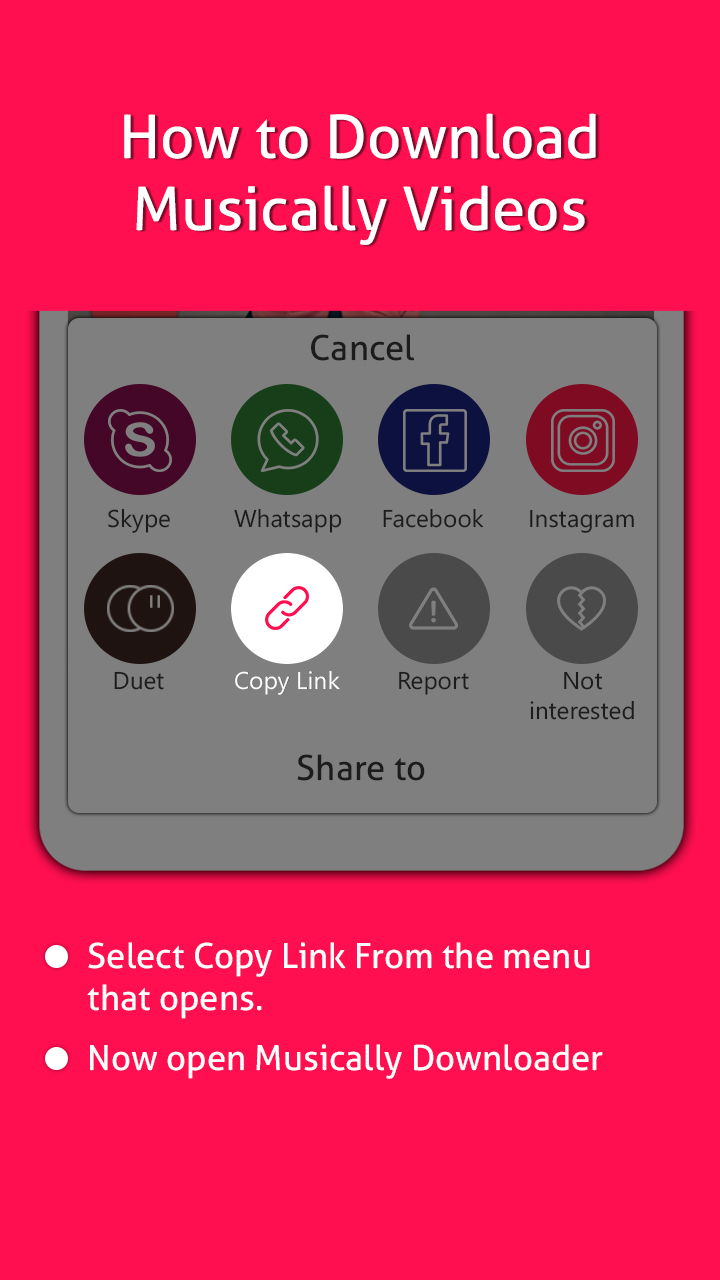 How to Download
Musically Videos
Cancel
Skype Whatsapp Facebook Instagram
Duet Copy Link Report Not
interested
Share to
Select Copy Link From the menu
that opens.
Now open Musically Downloader